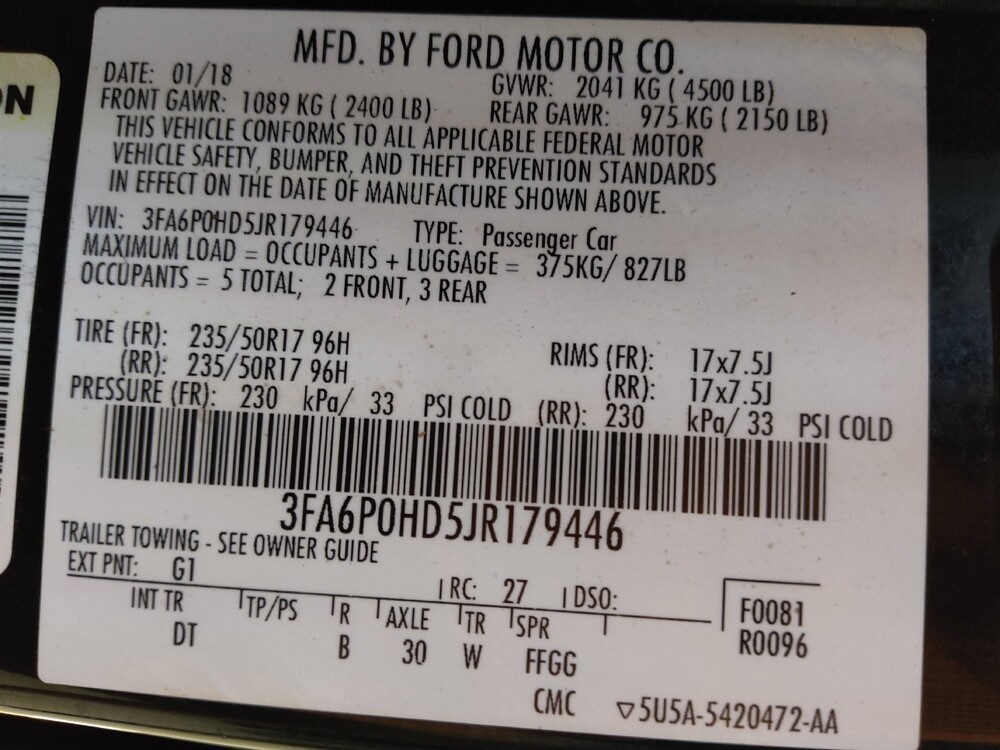 ON
MFD. BY FORD MOTOR CO.
DATE: 01/18 GVWR: 2041 KG ( 4500 LB)
FRONT GAWR: 1089 KG ( 2400 LB) REAR GAWR: 975 KG ( 2150 LB)
THIS VEHICLE CONFORMS TO ALL APPLICABLE FEDERAL MOTOR
VEHICLE SAFETY, BUMPER, AND THEFT PREVENTION STANDARDS
IN EFFECT ON THE DATE OF MANUFACTURE SHOWN ABOVE.
VIN: 3FA6P0HD5JR179446 TYPE: Passenger Car
MAXIMUM LOAD = OCCUPANTS + LUGGAGE = 375KG/ 827LB
OCCUPANTS = 5 TOTAL; 2 FRONT, 3 REAR
TIRE (FR): 235/50R17 96H RIMS (FR): 17x7.5J
(RR): 235/50R17 96H (RR): 17x7.5J
PRESSURE (FR): 230 kPa/ 33 PSI COLD (RR): 230 kPa/ 33 PSI COLD
3FA6P0HD5JR179446
TRAILER TOWING - SEE OWNER GUIDE
EXT PNT: G1 RC: 27 DSO: F0081
INT TR TP/PS R AXLE TR SPR R0096
DT B 30 W FFGG
CMC ▽5U5A-5420472-AA